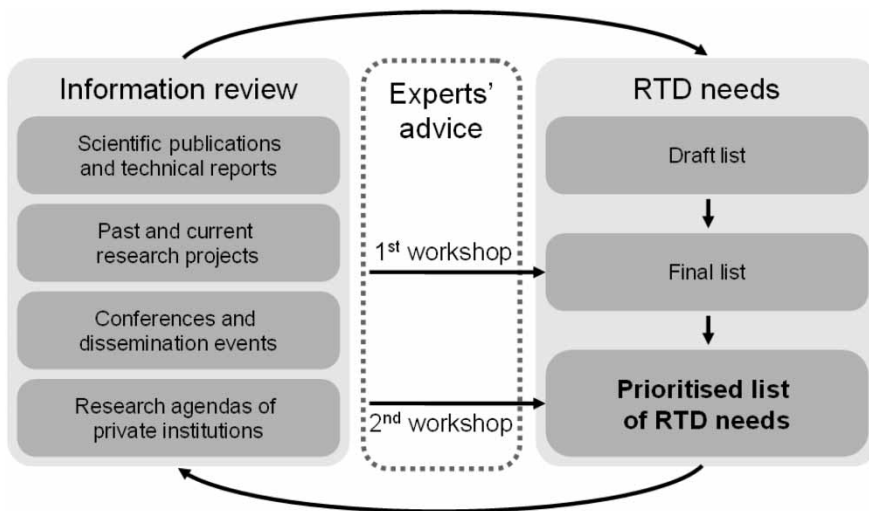 Information review
Scientific publications
and technical reports
Past and current
research projects
Conferences and
dissemination events
Research agendas of
private institutions
Experts’
advice
1st workshop
2nd workshop
RTD needs
Draft list
Final list
Prioritised list
of RTD needs